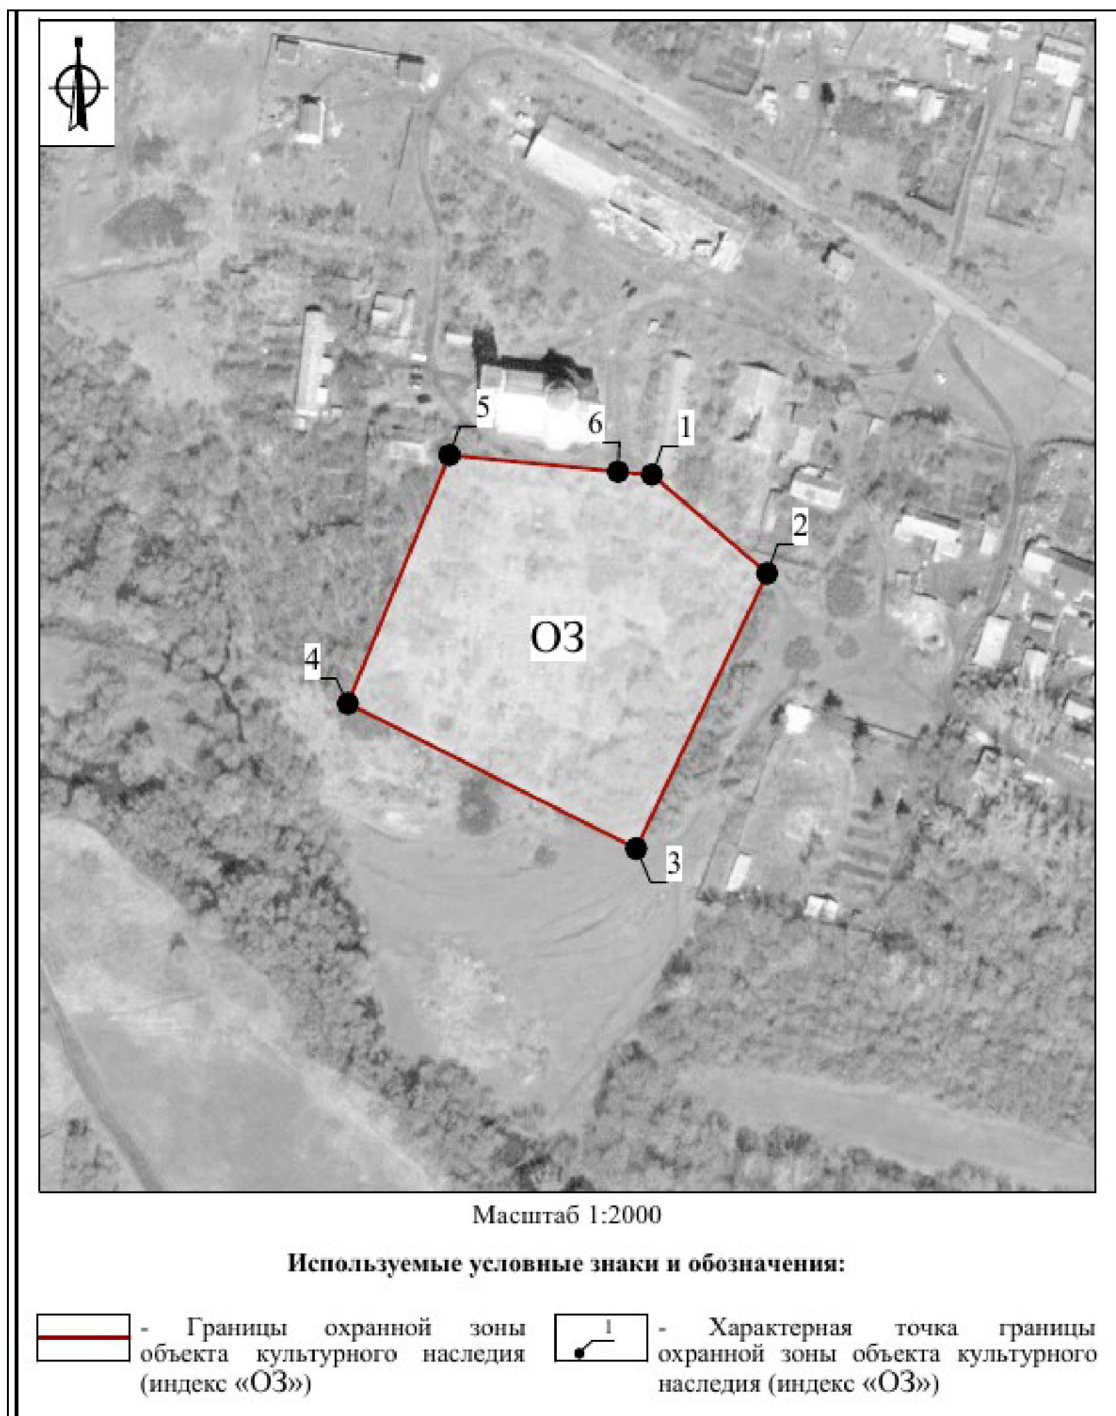 5
6
1
2
ОЗ
4
3
Масштаб 1:2000
Используемые условные знаки и обозначения:
- Границы охранной зоны
объекта культурного наследия
(индекс «ОЗ»)
1
- Характерная точка границы
охранной зоны объекта культурного
наследия (индекс «ОЗ»)